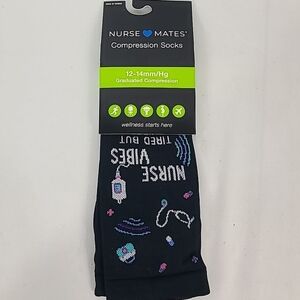 NURSE MATES
Compression Socks
12-14mm/Hg
Graduated Compression
wellness starts here
TIRED BUT
VIBES
NURSE